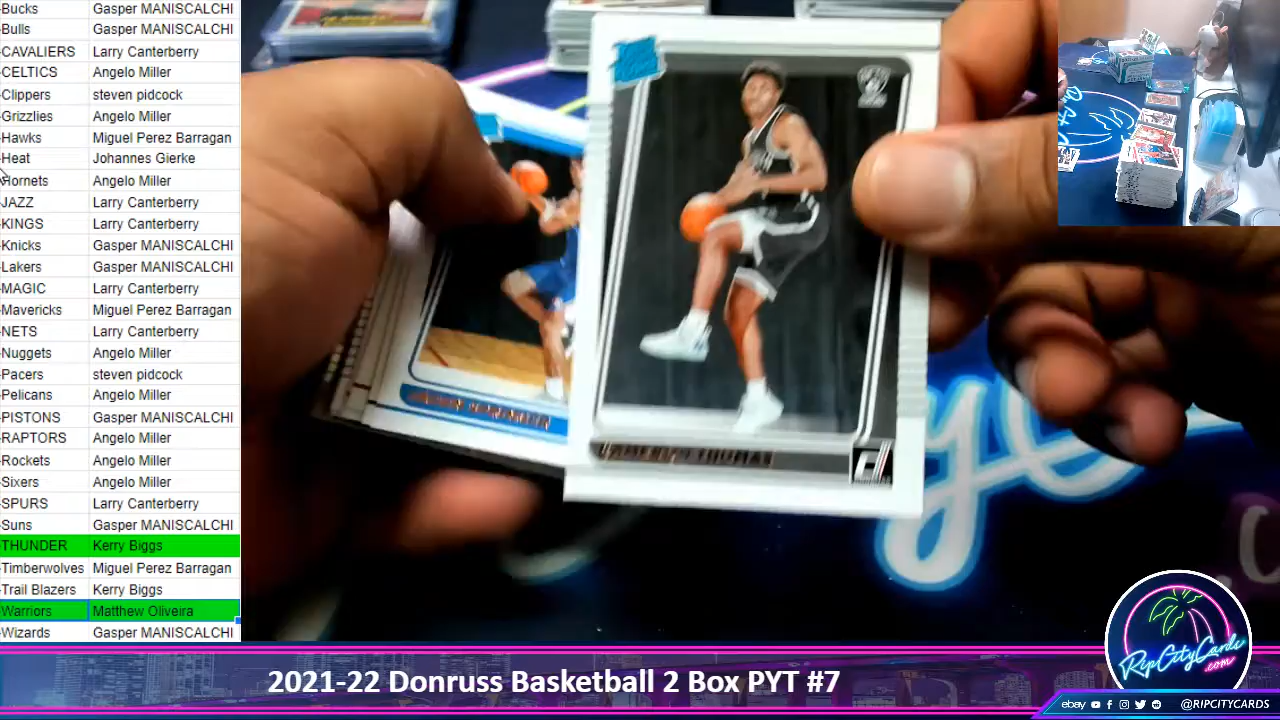 -Bucks Gasper MANISCALCHI
-Bulls Gasper MANISCALCHI
-CAVALIERS Larry Canterberry
-CELTICS Angelo Miller
-Clippers steven pidcock
-Grizzlies Angelo Miller
-Hawks Miguel Perez Barragan
-Heat Johannes Gierke
Hornets Angelo Miller
-JAZZ Larry Canterberry
-KINGS Larry Canterberry
-Knicks Gasper MANISCALCHI
-Lakers Gasper MANISCALCHI
-MAGIC Larry Canterberry
-Mavericks Miguel Perez Barragan
-NETS Larry Canterberry
-Nuggets Angelo Miller
-Pacers steven pidcock
-Pelicans Angelo Miller
-PISTONS Gasper MANISCALCHI
-RAPTORS Angelo Miller
-Rockets Angelo Miller
-Sixers Angelo Miller
-SPURS Larry Canterberry
-Suns Gasper MANISCALCHI
-THUNDER Kerry Biggs
-Timberwolves Miguel Perez Barragan
-Trail Blazers Kerry Biggs
-Warriors Matthew Oliveira
-Wizards Gasper MANISCALCHI
2021-22 Donruss Basketball 2 Box PYT #7
RipCityCards
.com
ebay @RIPCITYCARDS